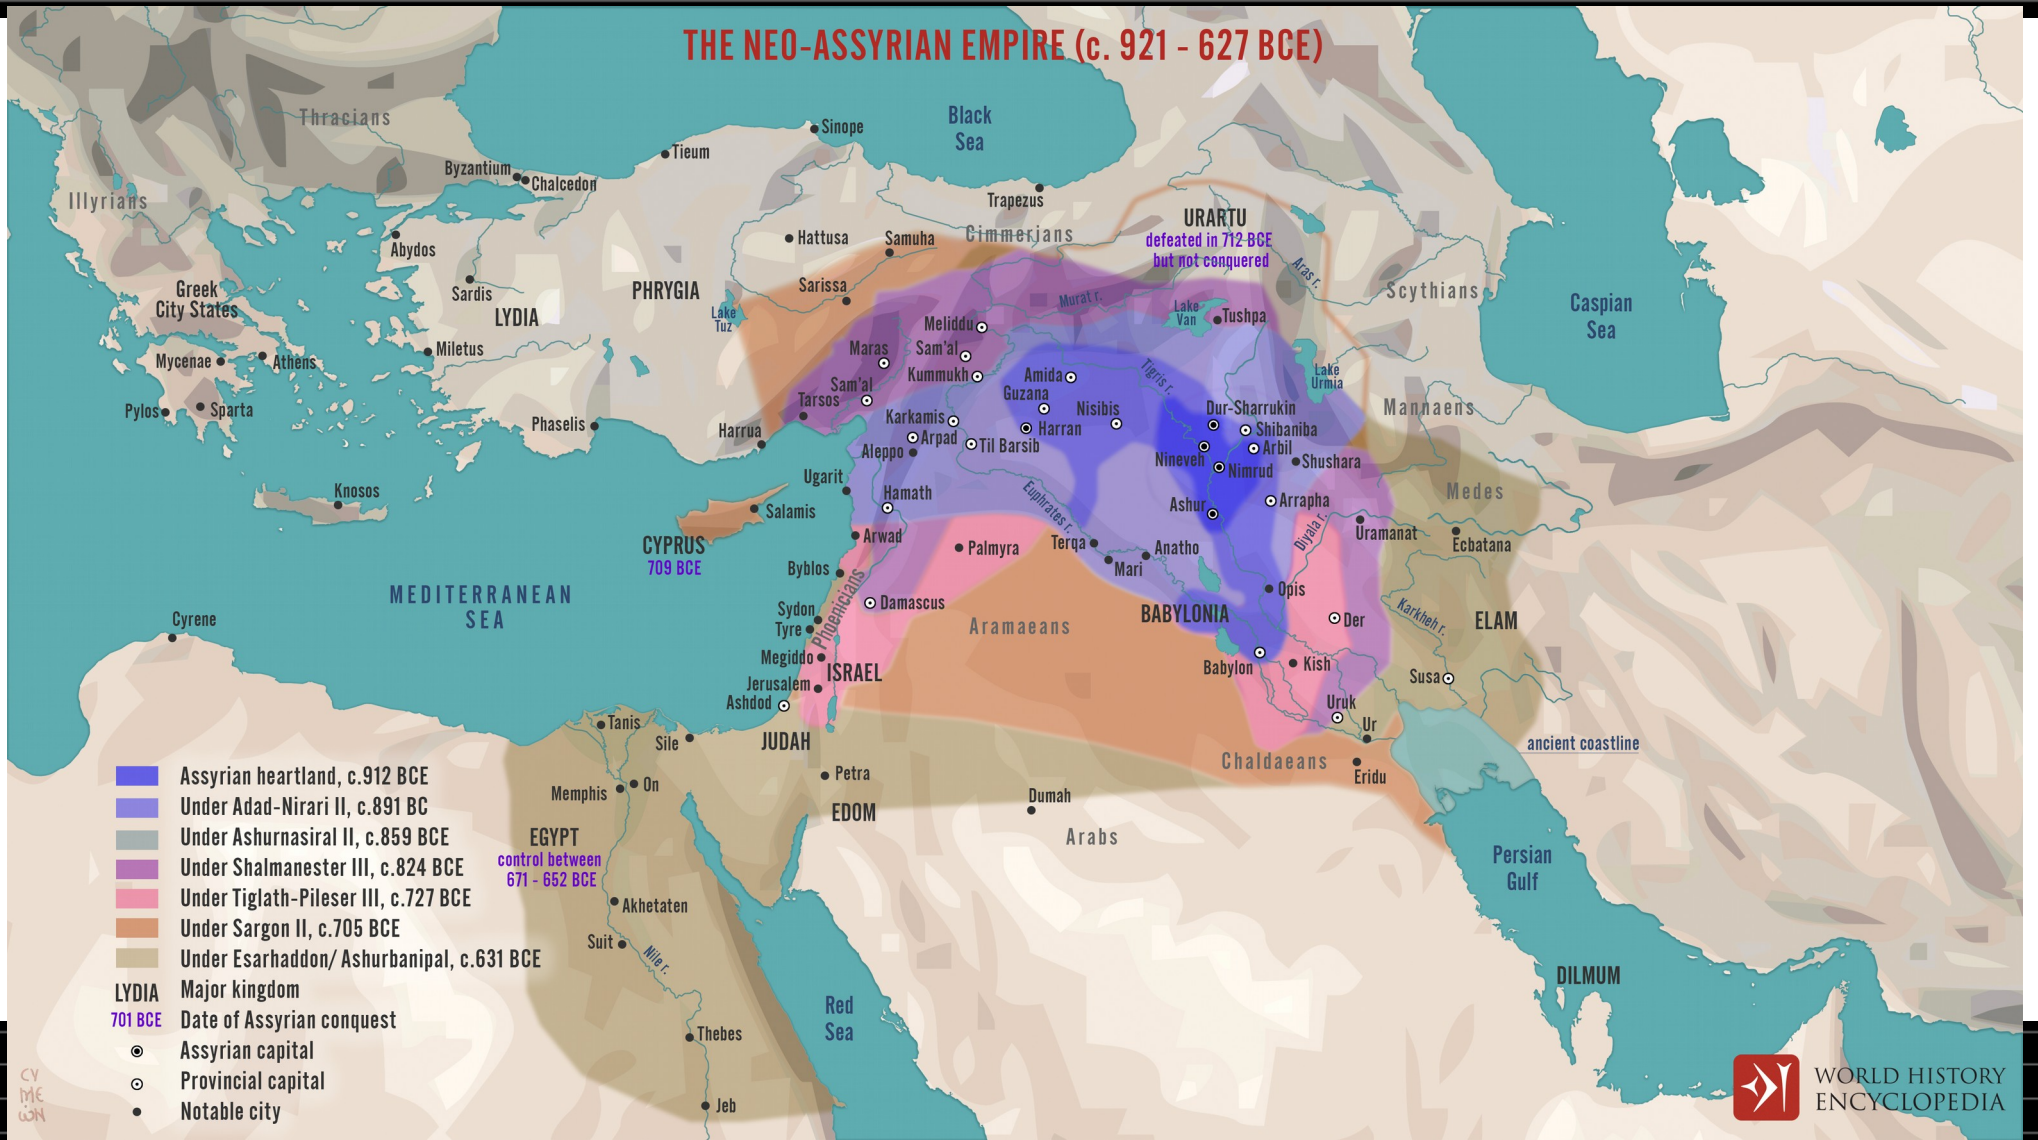 THE NEO-ASSYRIAN EMPIRE (c. 921 - 627 BCE)
Thracians
Illyrians
Byzantium
Chalcedon
Tieum
Sinope
Black
Sea
Trapezus
Cimmerjans
URARTU
defeated in 712 BCE
but not conquered
Aras r.
Scythians
Caspian
Sea
Abydos
Hattusa
Samuha
Sardis
LYDIA
PHRYGIA
Sarissa
Lake
Tuz
Murat r.
Lake
Van
Tushpa
Greek
City States
Mycenae
Athens
Miletus
Pylos
Sparta
Phaselis
Harrua
Knosos
Meliddu
Maras
Sam'al
Kummukh
Sam'al
Tarsos
Amida
Guzana
Tigris r.
Nisibis
Harran
Karkamis
Arpad
Til Barsib
Aleppo
Dur-Sharrukin
Shibaniba
Arbil
Nineveh
Nimrud
Shushara
Lake
Urmia
Mannaens
Ugarit
Hamath
Euphrates r.
Ashur
Arrapha
Medes
Salamis
CYPRUS
709 BCE
Arwad
Palmyra
Terqa
Anatho
Mari
Diyala r.
Uramanat
Ecbatana
Byblos
Phoenicians
MEDITERRANEAN
SEA
Damascus
Sydon
Tyre
Aramaeans
BABYLONIA
Opis
Der
Karkheh r.
ELAM
Cyrene
Megiddo
ISRAEL
Jerusalem
Ashdod
Babylon
Kish
Susa
Uruk
Ur
Tanis
Sile
JUDAH
Chaldaeans
Eridu
ancient coastline
Petra
EDOM
Dumah
Arabs
On
Memphis
EGYPT
control between
671 - 652 BCE
Persian
Gulf
Akhetaten
Suit
Nile r.
Red
Sea
DILMUM
Thebes
Jeb
Assyrian heartland, c.912 BCE
Under Adad-Nirari II, c.891 BC
Under Ashurnasiral II, c.859 BCE
Under Shalmanester III, c.824 BCE
Under Tiglath-Pileser III, c.727 BCE
Under Sargon II, c.705 BCE
Under Esarhaddon/ Ashurbanipal, c.631 BCE
LYDIA Major kingdom
701 BCE Date of Assyrian conquest
Assyrian capital
Provincial capital
Notable city
WORLD HISTORY
ENCYCLOPEDIA